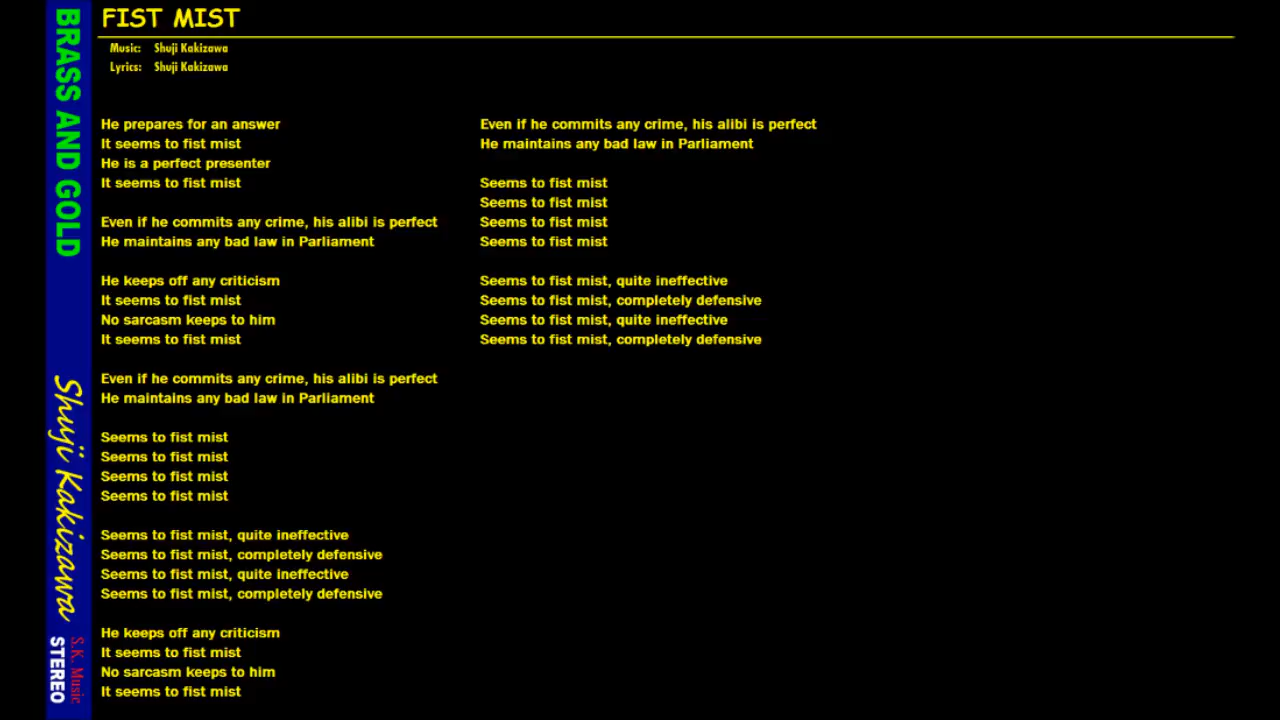 BRASS AND GOLD
Shuji Kakizawa
S.K. Music
STEREO
FIST MIST
Music: Shuji Kakizawa
Lyrics: Shuji Kakizawa
He prepares for an answer
It seems to fist mist
He is a perfect presenter
It seems to fist mist
Even if he commits any crime, his alibi is perfect
He maintains any bad law in Parliament
He keeps off any criticism
It seems to fist mist
No sarcasm keeps to him
It seems to fist mist
Even if he commits any crime, his alibi is perfect
He maintains any bad law in Parliament
Seems to fist mist
Seems to fist mist
Seems to fist mist
Seems to fist mist
Seems to fist mist, quite ineffective
Seems to fist mist, completely defensive
Seems to fist mist, quite ineffective
Seems to fist mist, completely defensive
He keeps off any criticism
It seems to fist mist
No sarcasm keeps to him
It seems to fist mist
Even if he commits any crime, his alibi is perfect
He maintains any bad law in Parliament
Seems to fist mist
Seems to fist mist
Seems to fist mist
Seems to fist mist
Seems to fist mist, quite ineffective
Seems to fist mist, completely defensive
Seems to fist mist, quite ineffective
Seems to fist mist, completely defensive